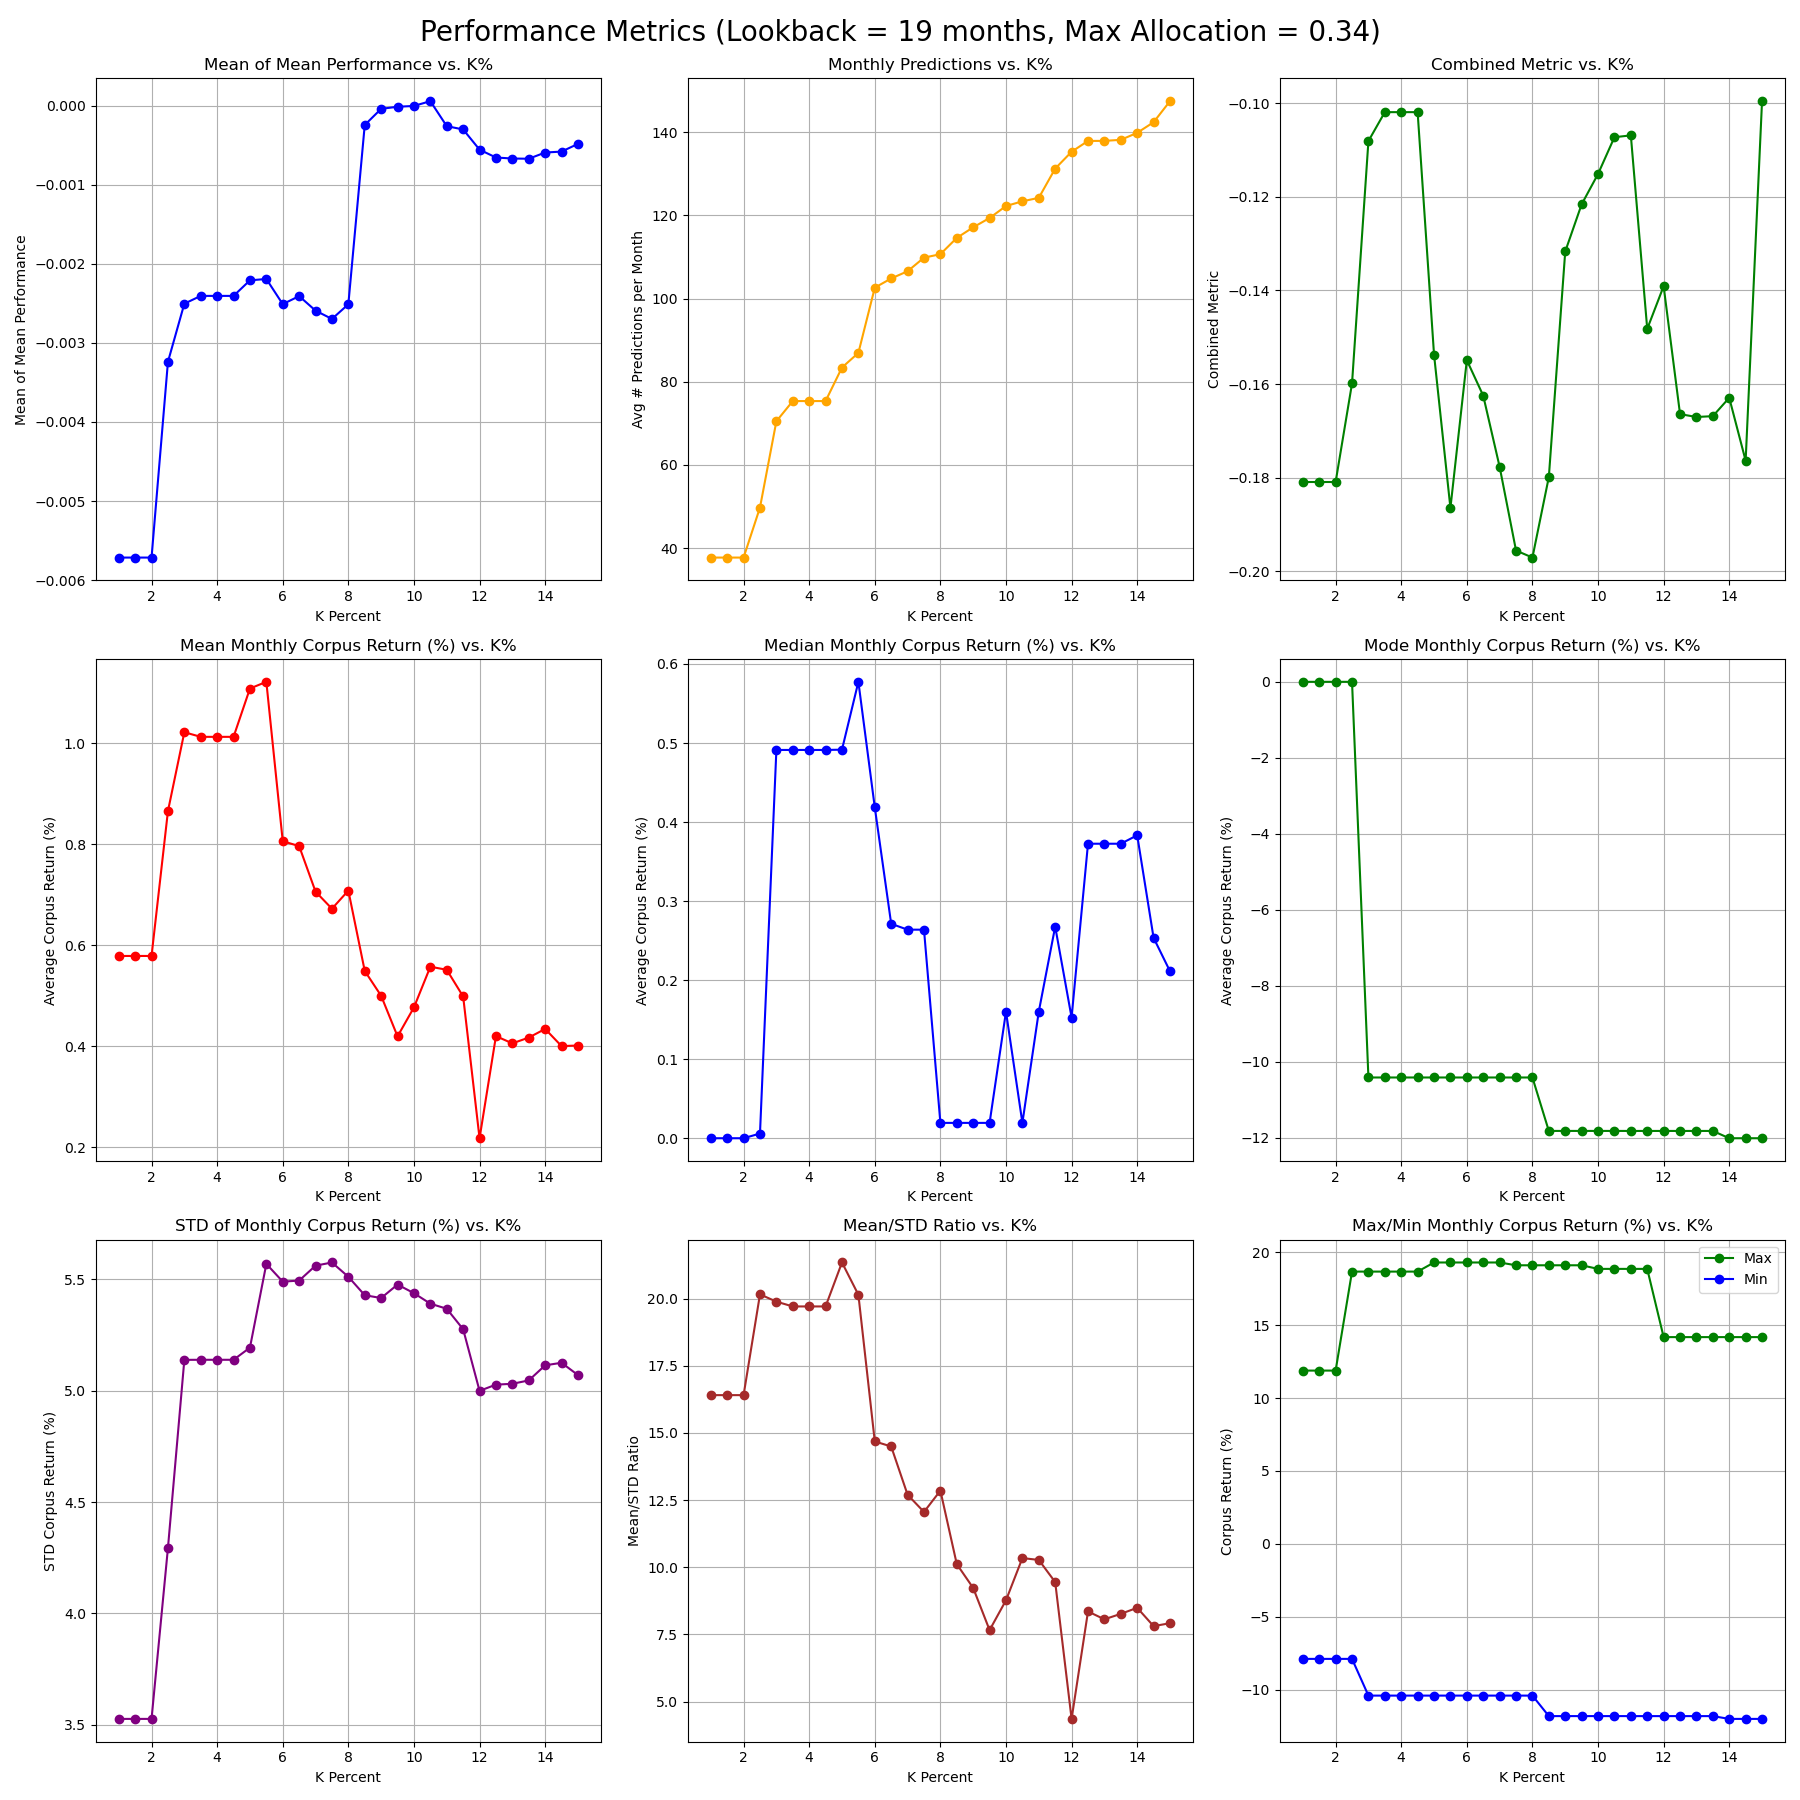 Performance Metrics (Lookback = 19 months, Max Allocation = 0.34)
Mean of Mean Performance vs. K%
Mean of Mean Performance
0.000
−0.001
−0.002
−0.003
−0.004
−0.005
−0.006
2 4 6 8 10 12 14
K Percent
Monthly Predictions vs. K%
Avg # Predictions per Month
140
120
100
80
60
40
2 4 6 8 10 12 14
K Percent
Combined Metric vs. K%
Combined Metric
−0.10
−0.12
−0.14
−0.16
−0.18
−0.20
2 4 6 8 10 12 14
K Percent
Mean Monthly Corpus Return (%) vs. K%
Average Corpus Return (%)
1.0
0.8
0.6
0.4
0.2
2 4 6 8 10 12 14
K Percent
Median Monthly Corpus Return (%) vs. K%
Average Corpus Return (%)
0.6
0.5
0.4
0.3
0.2
0.1
0.0
2 4 6 8 10 12 14
K Percent
Mode Monthly Corpus Return (%) vs. K%
Average Corpus Return (%)
0
−2
−4
−6
−8
−10
−12
2 4 6 8 10 12 14
K Percent
STD of Monthly Corpus Return (%) vs. K%
STD Corpus Return (%)
5.5
5.0
4.5
4.0
3.5
2 4 6 8 10 12 14
K Percent
Mean/STD Ratio vs. K%
Mean/STD Ratio
20.0
17.5
15.0
12.5
10.0
7.5
5.0
2 4 6 8 10 12 14
K Percent
Max/Min Monthly Corpus Return (%) vs. K%
Corpus Return (%)
20
15
10
5
0
−5
−10
2 4 6 8 10 12 14
K Percent
Max
Min